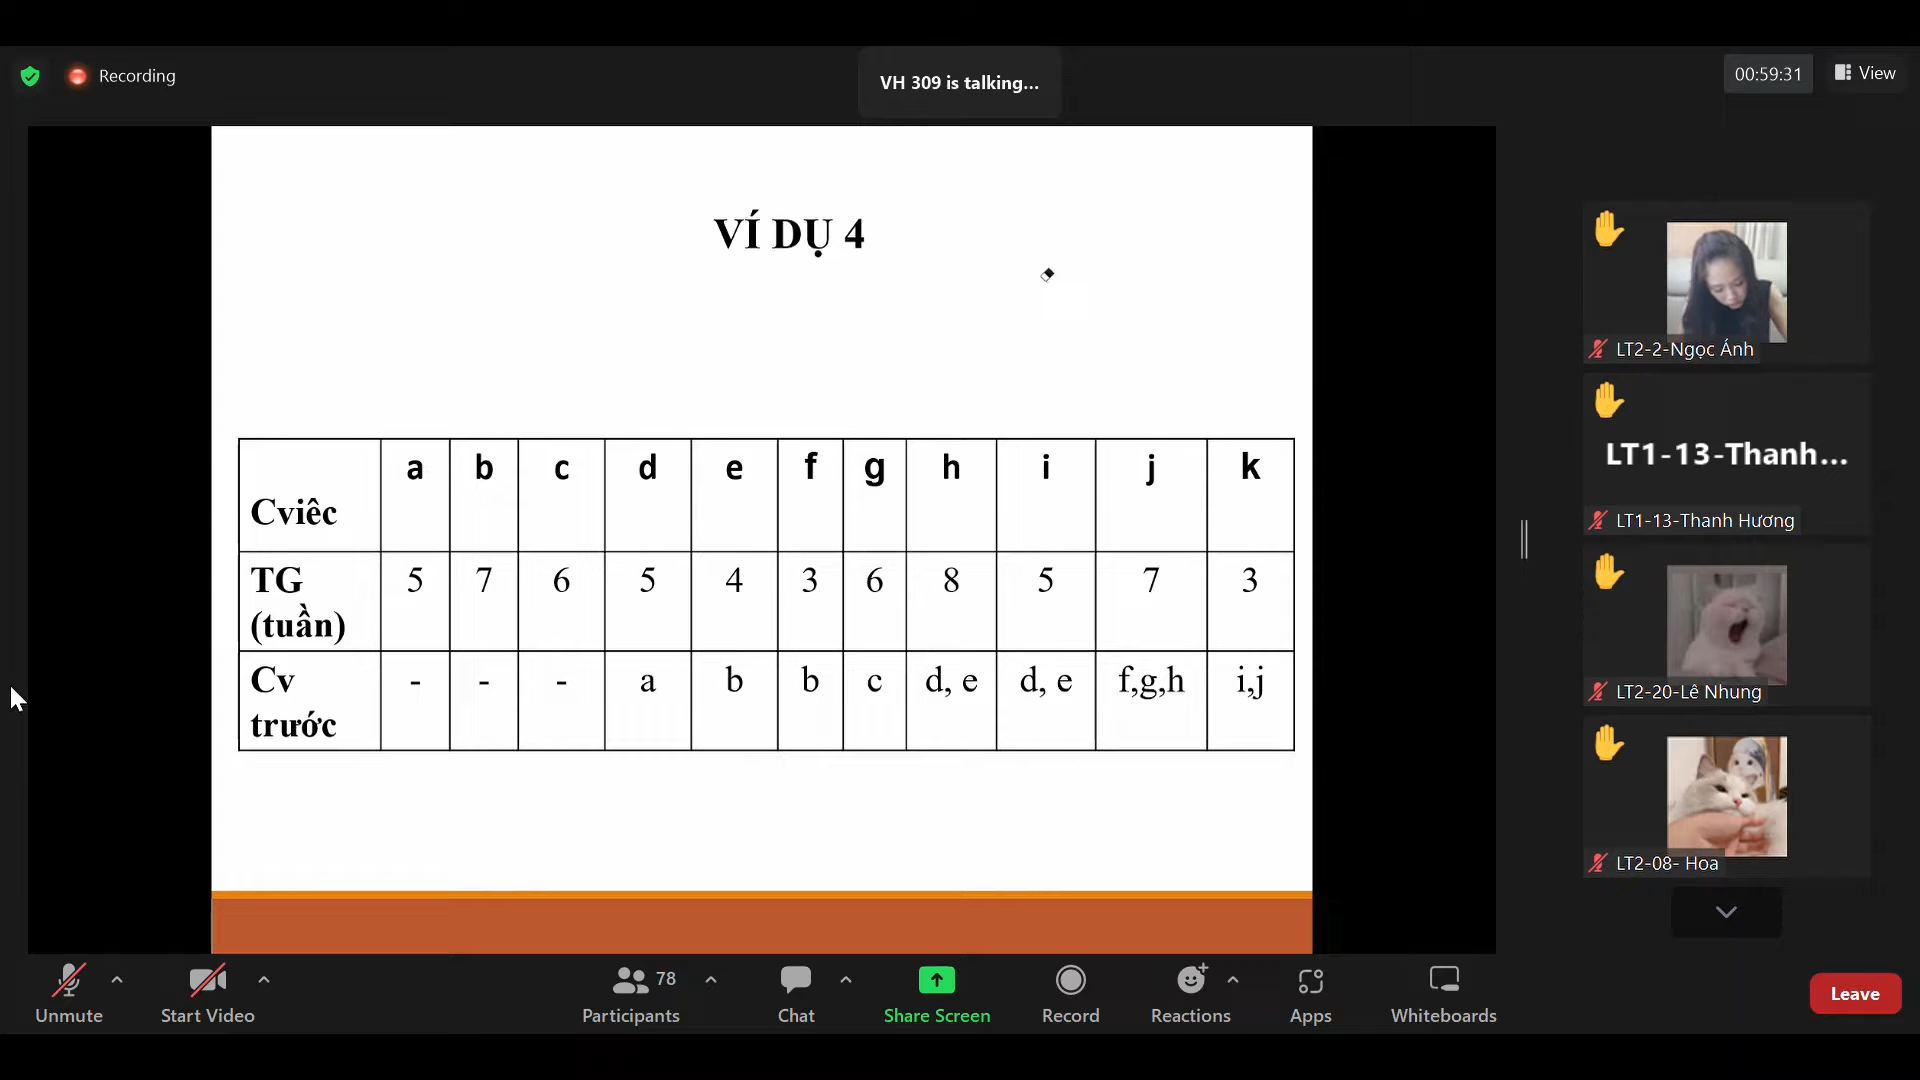 Recording
VH 309 is talking...
00:59:31
View
VÍ DỤ 4
Cviêc a b c d e f g h i j k
TG (tuần) 5 7 6 5 4 3 6 8 5 7 3
Cv trước - - - a b b c d, e d, e f,g,h i,j
LT2-2-Ngọc Ánh
LT1-13-Thanh...
LT1-13-Thanh Hương
LT2-20-Lê Nhung
LT2-08- Hoa
Unmute
Start Video
78
Participants
Chat
Share Screen
Record
Reactions
Apps
Whiteboards
Leave